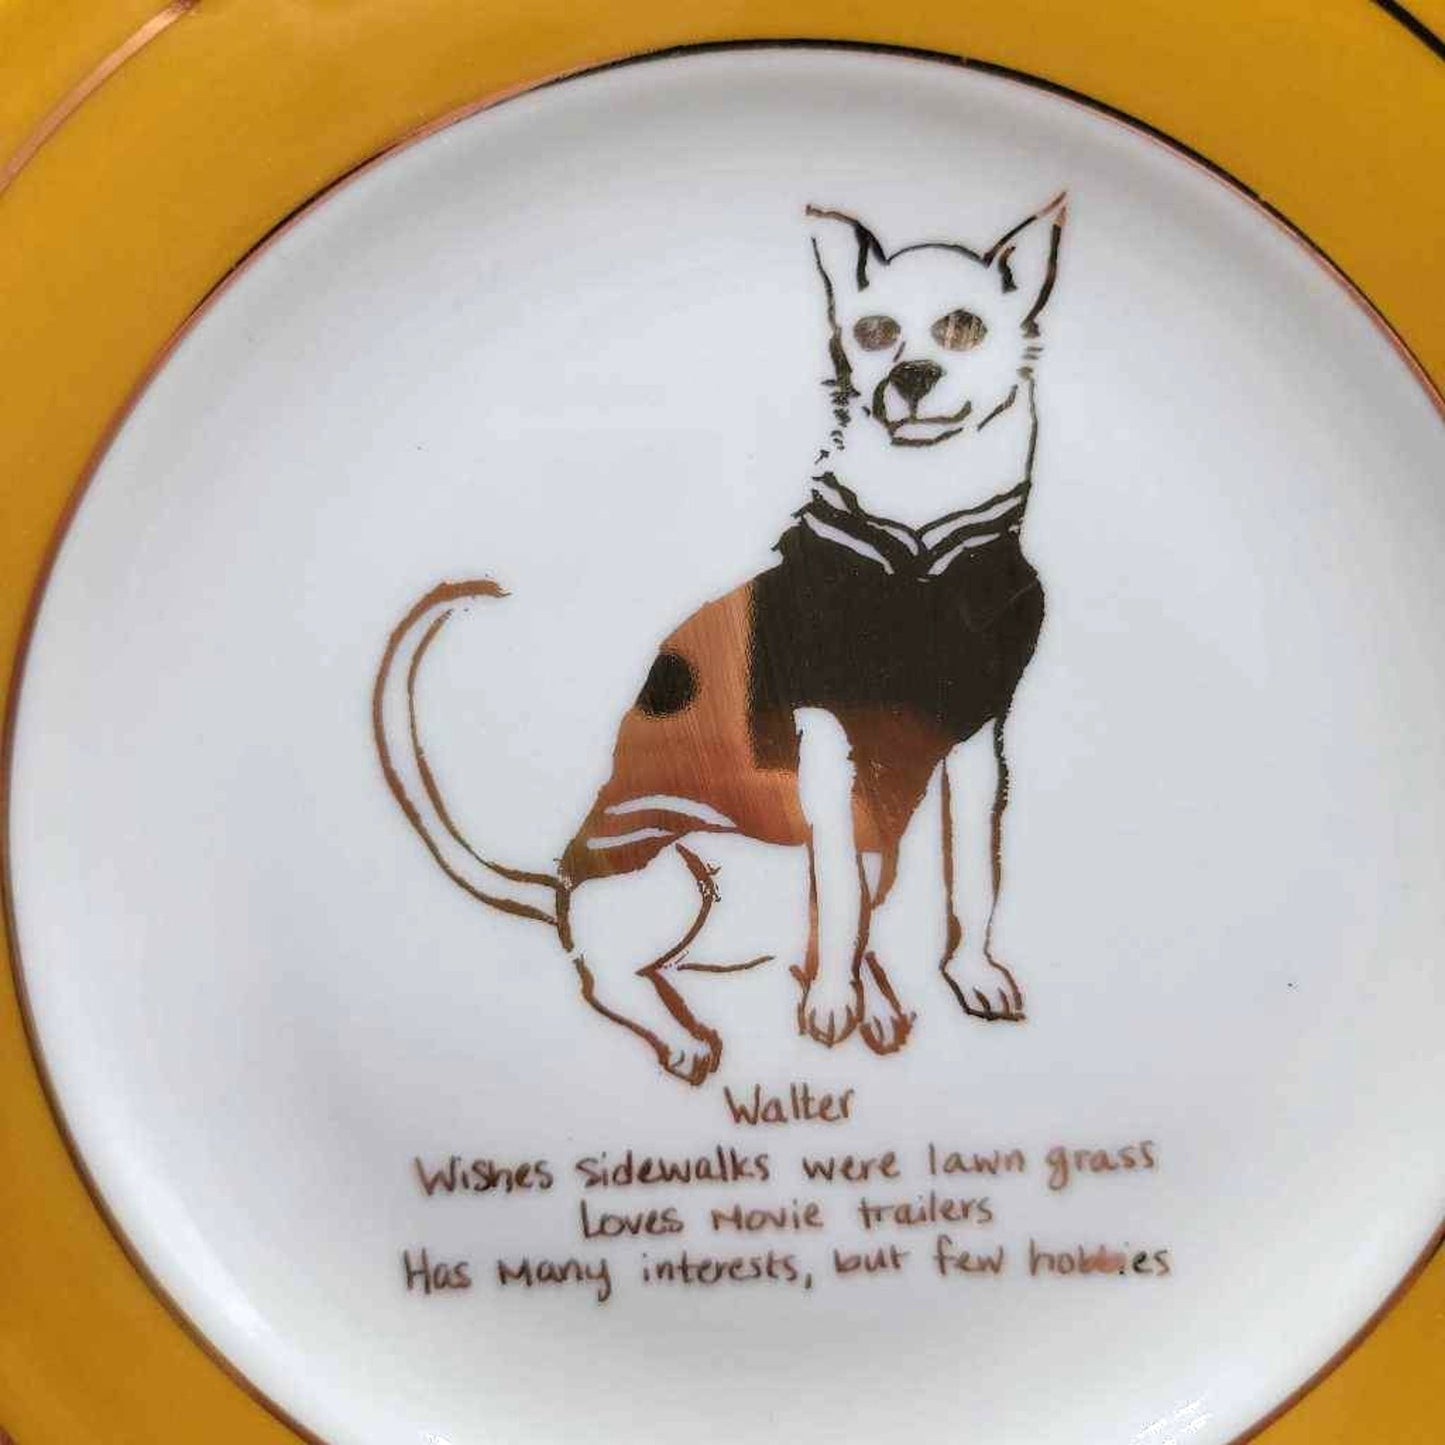 Walter
Wishes sidewalks were lawn grass
Loves Movie trailers
Has Many interests, but few hobbies